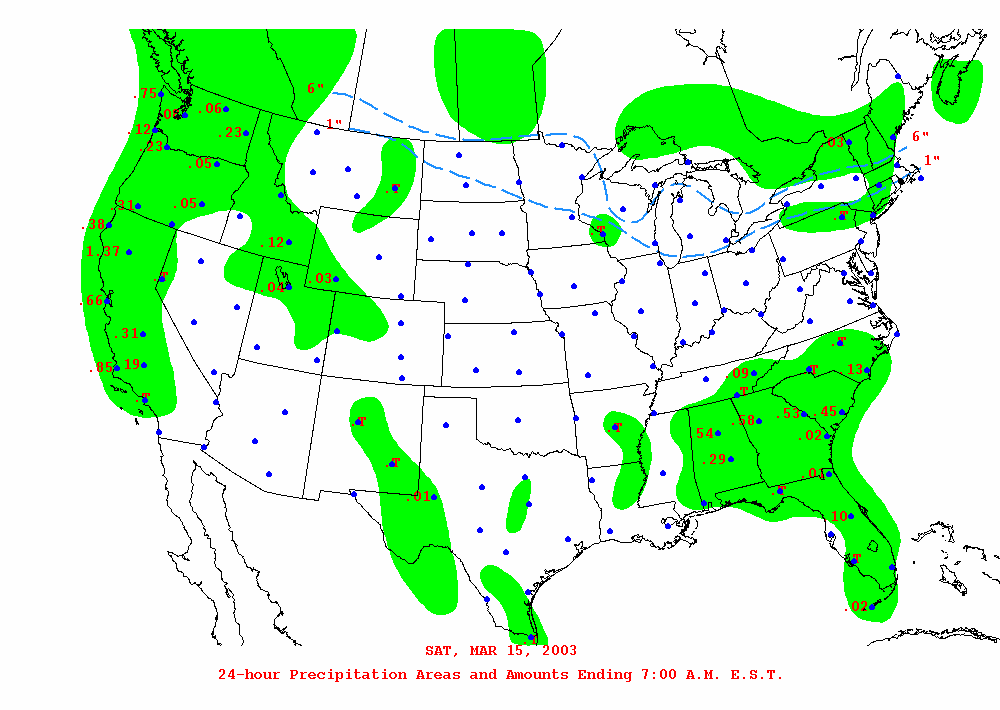 6"
.75
.06
.12
.23
.23
1"
.05
.03
6"
1"
.T
.31
.05
.T
.38
.T
1.37
.12
.T
.03
.04
.66
.31
.T
.85
19
.09
.T
13
.T
.T
.T
.T
.58
.53
.45
54
.02
.T
.29
.01
.T
.01
10
.T
.02
SAT, MAR 15, 2003
24-hour Precipitation Areas and Amounts Ending 7:00 A.M. E.S.T.